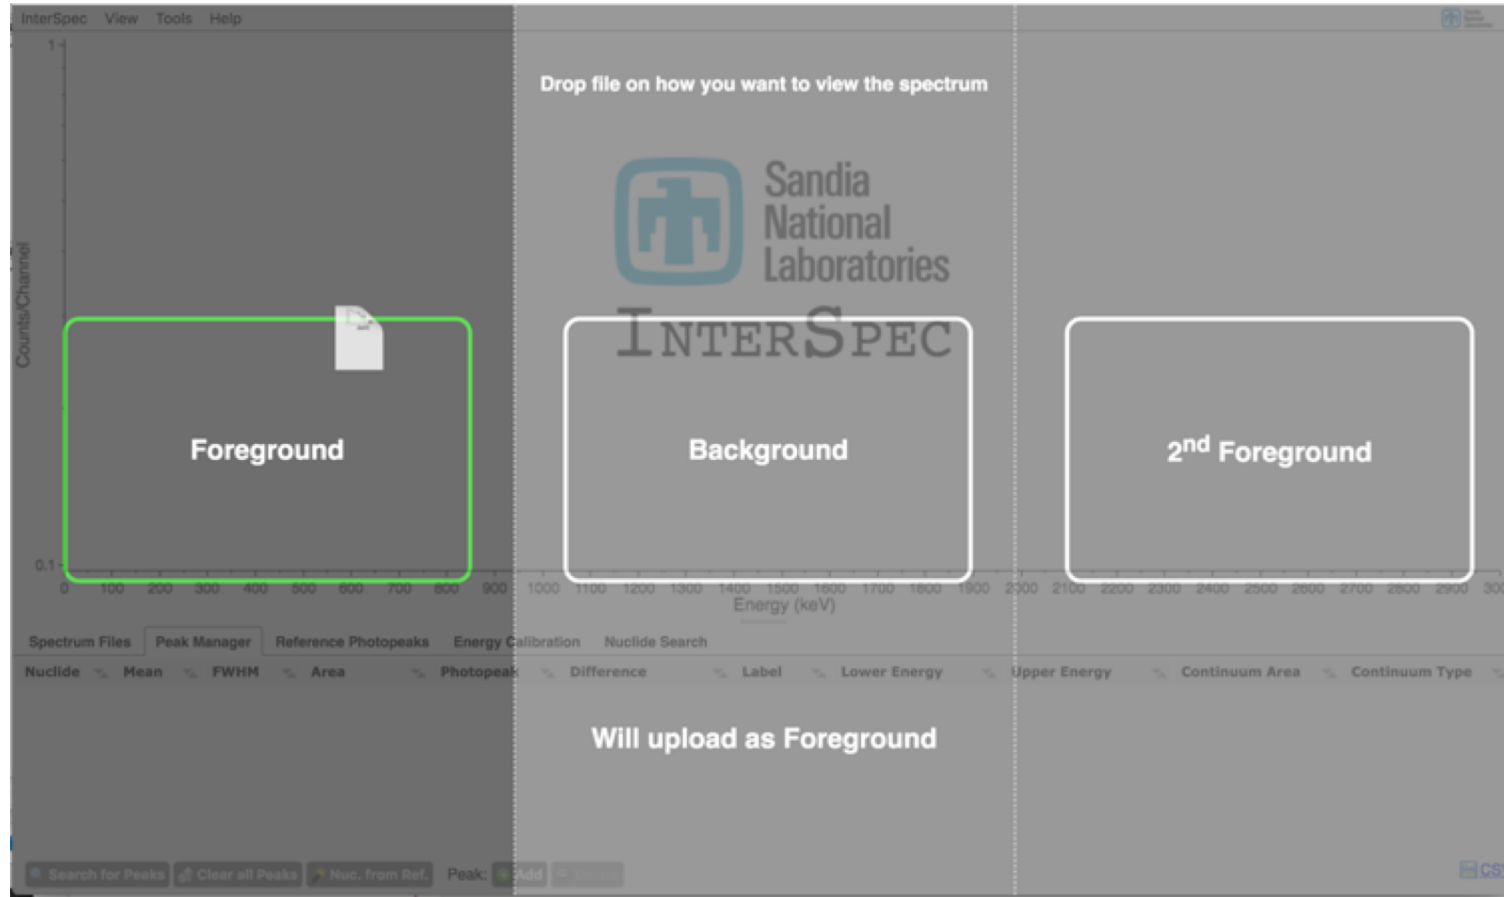 InterSpec View Tools Help
Sandia National Laboratories
1
Drop file on how you want to view the spectrum
Sandia
National
Laboratories
INTERSPEC
Counts/Channel
Foreground
Background
2nd Foreground
0.1
0 100 200 300 400 500 600 700 800 900 1000 1100 1200 1300 1400 1500 1600 1700 1800 1900 2000 2100 2200 2300 2400 2500 2600 2700 2800 2900 300
Energy (keV)
Spectrum Files Peak Manager Reference Photopeaks Energy Calibration Nuclide Search
Nuclide Mean FWHM Area Photopeak Difference Label Lower Energy Upper Energy Continuum Area Continuum Type
Will upload as Foreground
Search for Peaks Clear all Peaks Nuc. from Ref. Peak: Add
CS